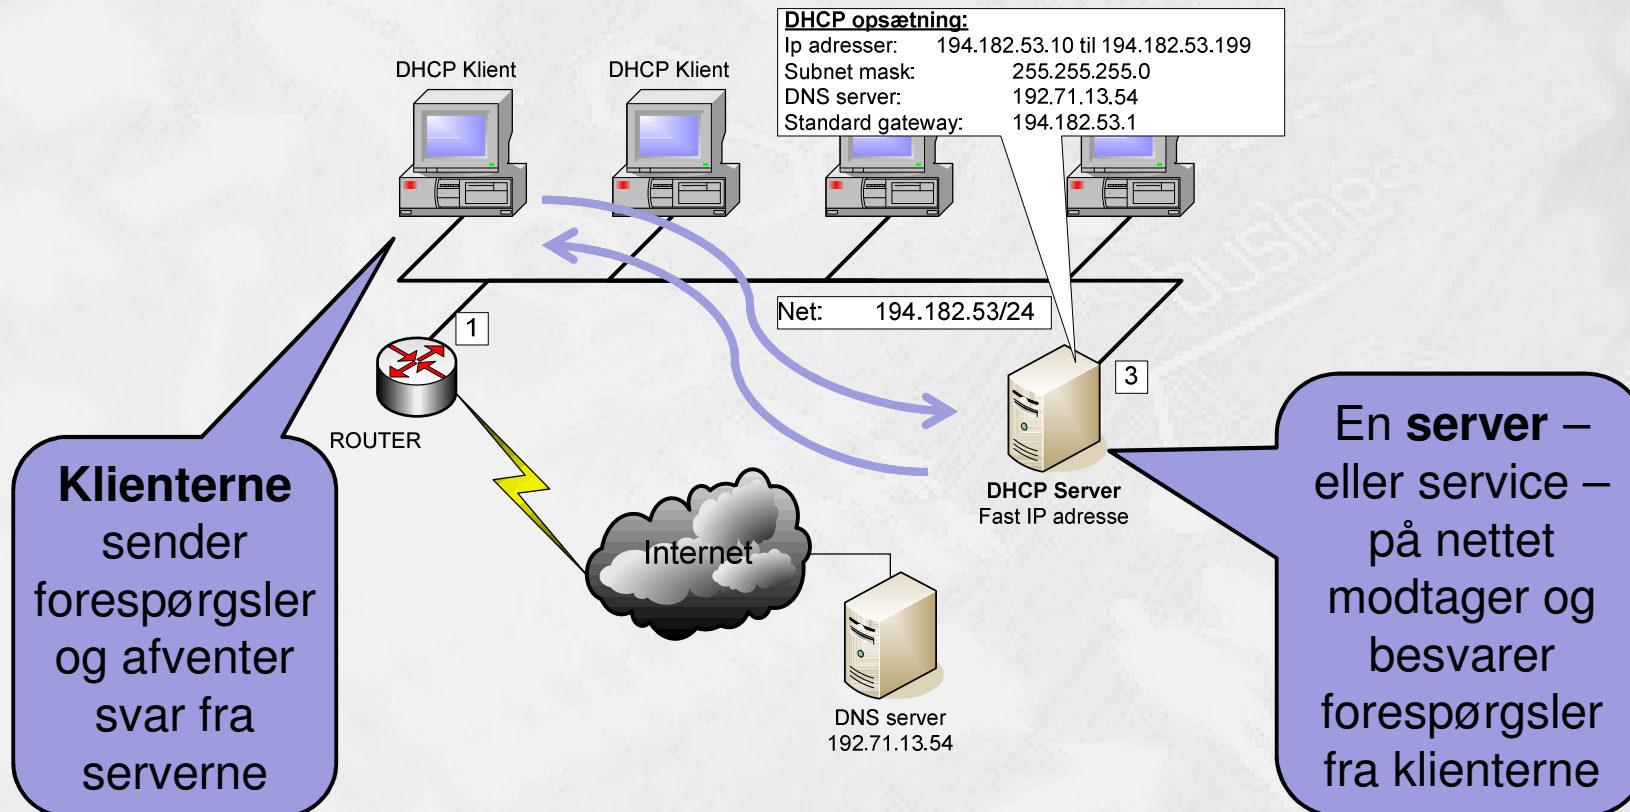 DHCP opsætning:
Ip adresser: 194.182.53.10 til 194.182.53.199
Subnet mask: 255.255.255.0
DNS server: 192.71.13.54
Standard gateway: 194.182.53.1
DHCP Klient
DHCP Klient
Net: 194.182.53/24
1
3
ROUTER
DHCP Server
Fast IP adresse
Internet
DNS server
192.71.13.54
Klienterne
sender
forespørgsler
og afventer
svar fra
serverne
En server –
eller service –
på nettet
modtager og
besvarer
forespørgsler
fra klienterne
business